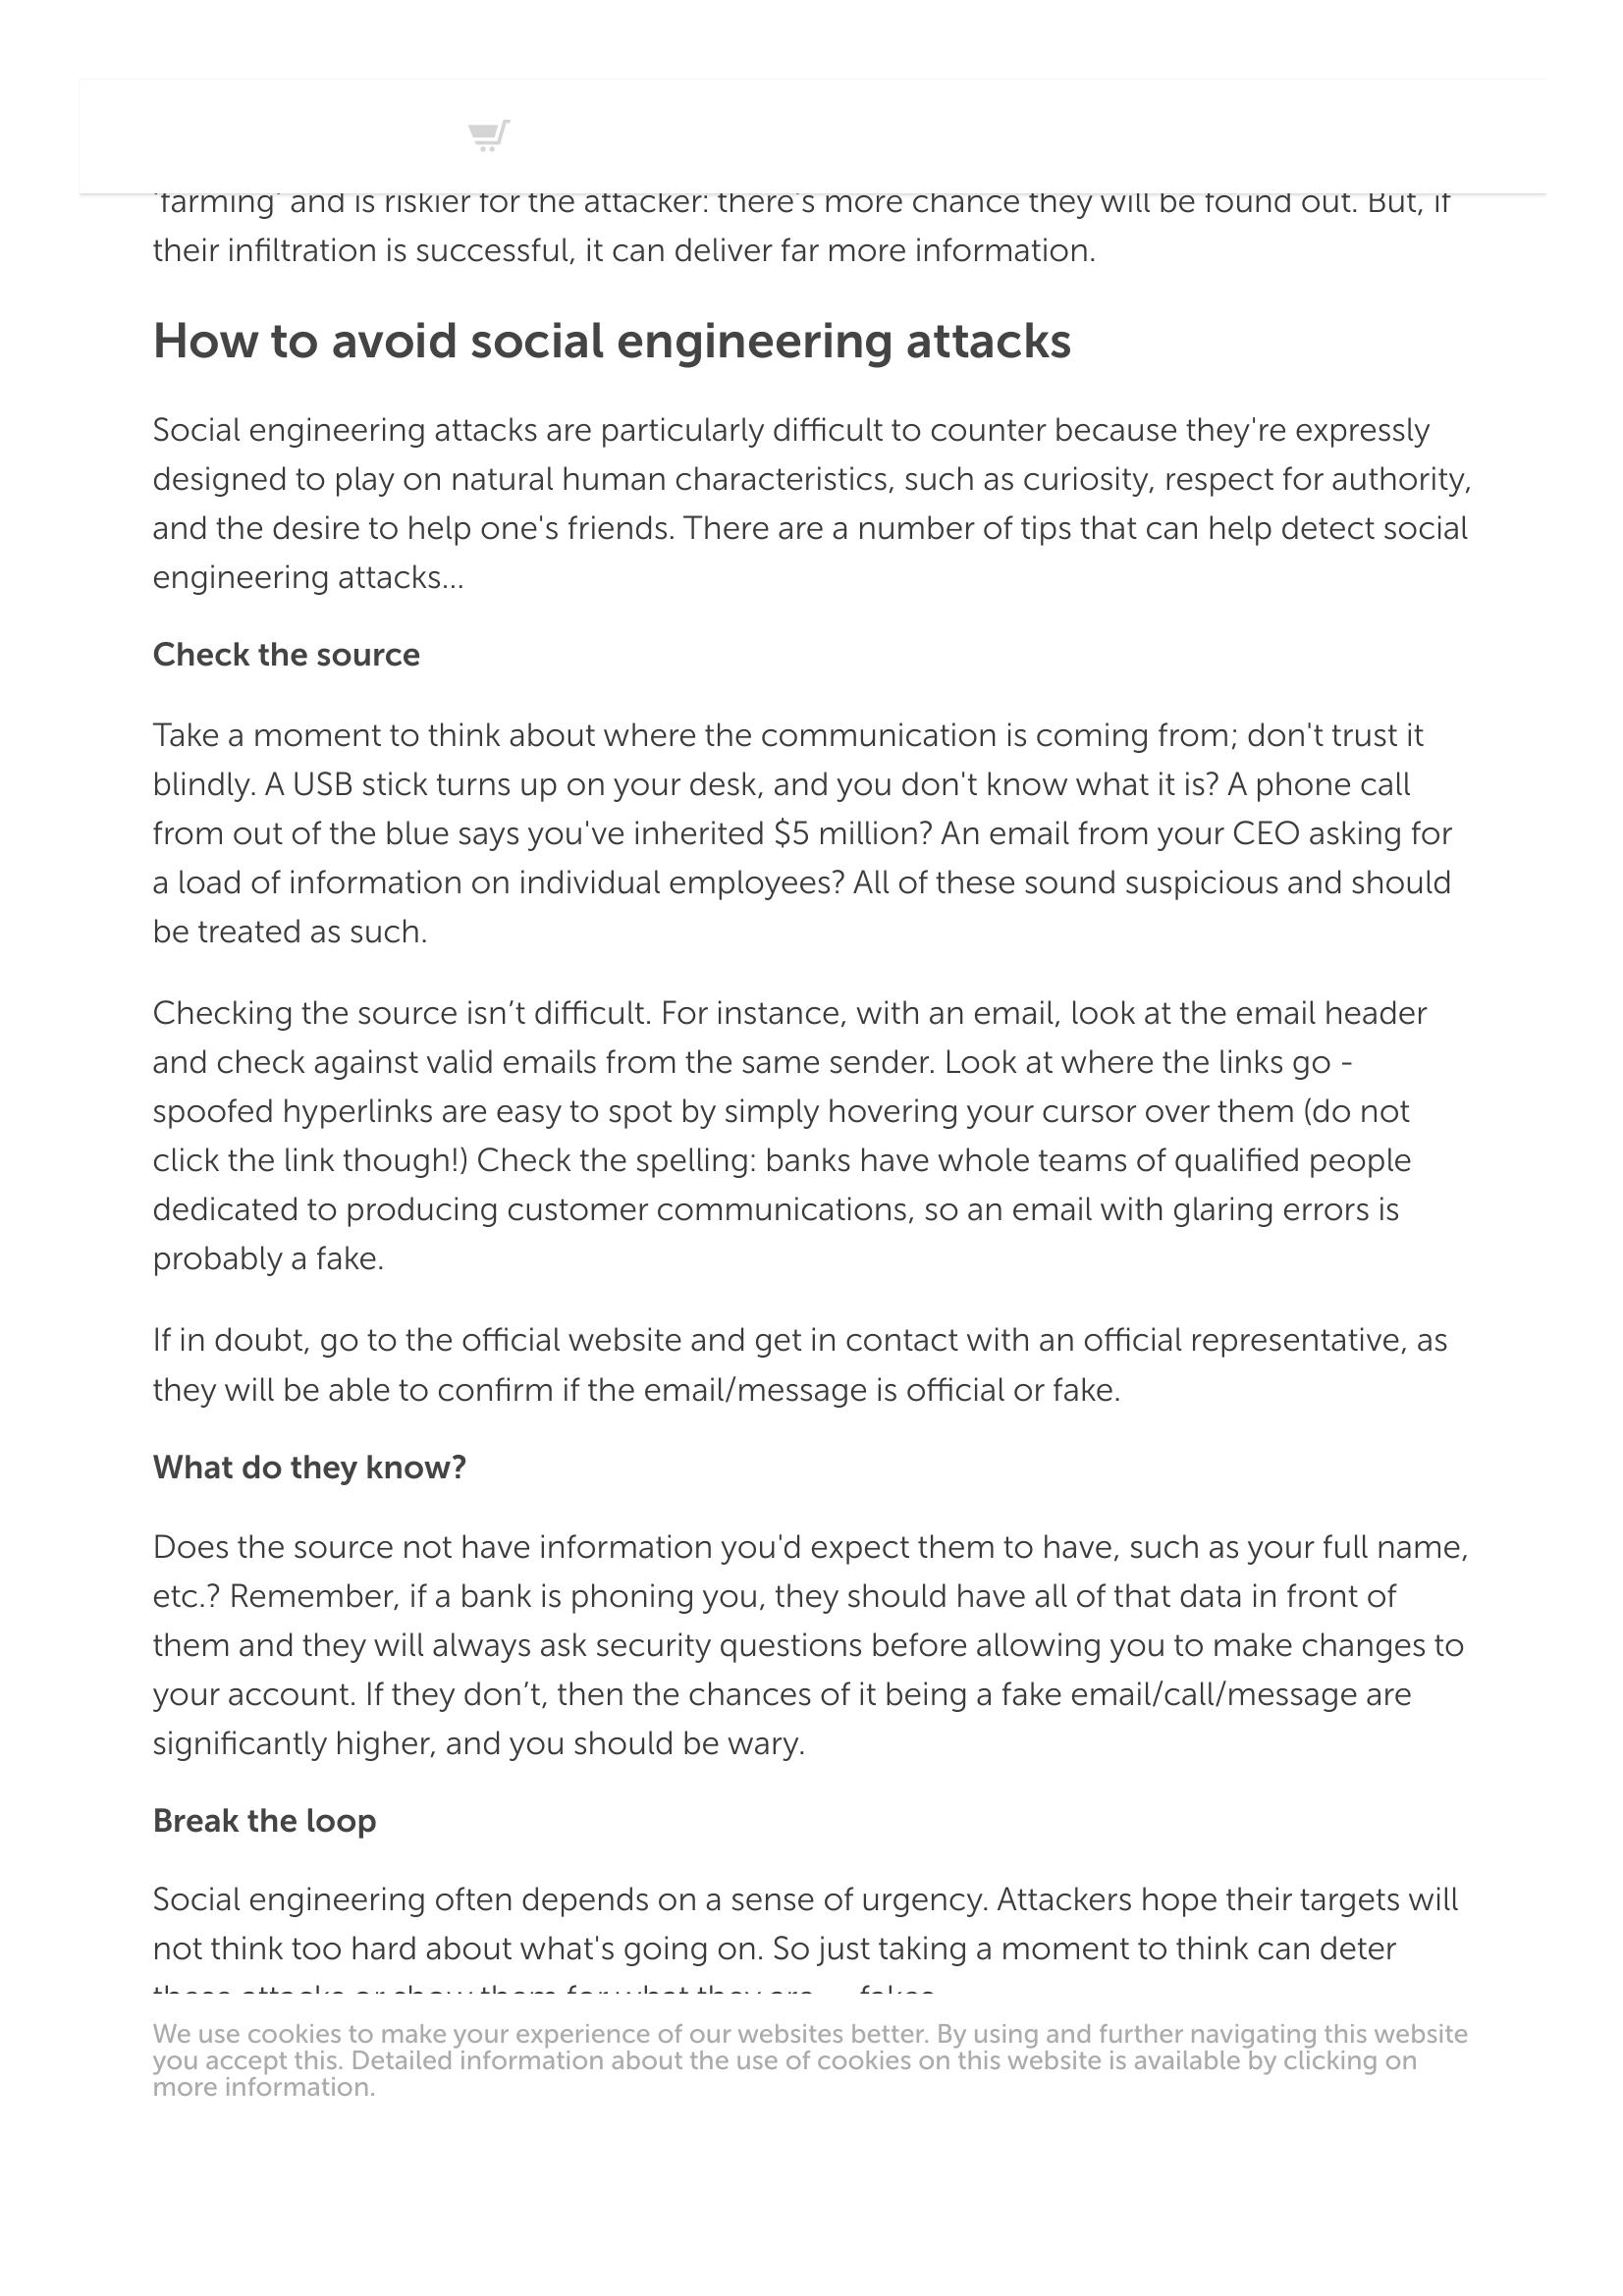 'farming' and is riskier for the attacker: there's more chance they will be found out. But, if
their infiltration is successful, it can deliver far more information.
How to avoid social engineering attacks
Social engineering attacks are particularly difficult to counter because they're expressly
designed to play on natural human characteristics, such as curiosity, respect for authority,
and the desire to help one's friends. There are a number of tips that can help detect social
engineering attacks...
Check the source
Take a moment to think about where the communication is coming from; don't trust it
blindly. A USB stick turns up on your desk, and you don't know what it is? A phone call
from out of the blue says you've inherited $5 million? An email from your CEO asking for
a load of information on individual employees? All of these sound suspicious and should
be treated as such.
Checking the source isn’t difficult. For instance, with an email, look at the email header
and check against valid emails from the same sender. Look at where the links go -
spoofed hyperlinks are easy to spot by simply hovering your cursor over them (do not
click the link though!) Check the spelling: banks have whole teams of qualified people
dedicated to producing customer communications, so an email with glaring errors is
probably a fake.
If in doubt, go to the official website and get in contact with an official representative, as
they will be able to confirm if the email/message is official or fake.
What do they know?
Does the source not have information you'd expect them to have, such as your full name,
etc.? Remember, if a bank is phoning you, they should have all of that data in front of
them and they will always ask security questions before allowing you to make changes to
your account. If they don’t, then the chances of it being a fake email/call/message are
significantly higher, and you should be wary.
Break the loop
Social engineering often depends on a sense of urgency. Attackers hope their targets will
not think too hard about what's going on. So just taking a moment to think can deter
these attacks or show them for what they are – fakes.
We use cookies to make your experience of our websites better. By using and further navigating this website
you accept this. Detailed information about the use of cookies on this website is available by clicking on
more information.